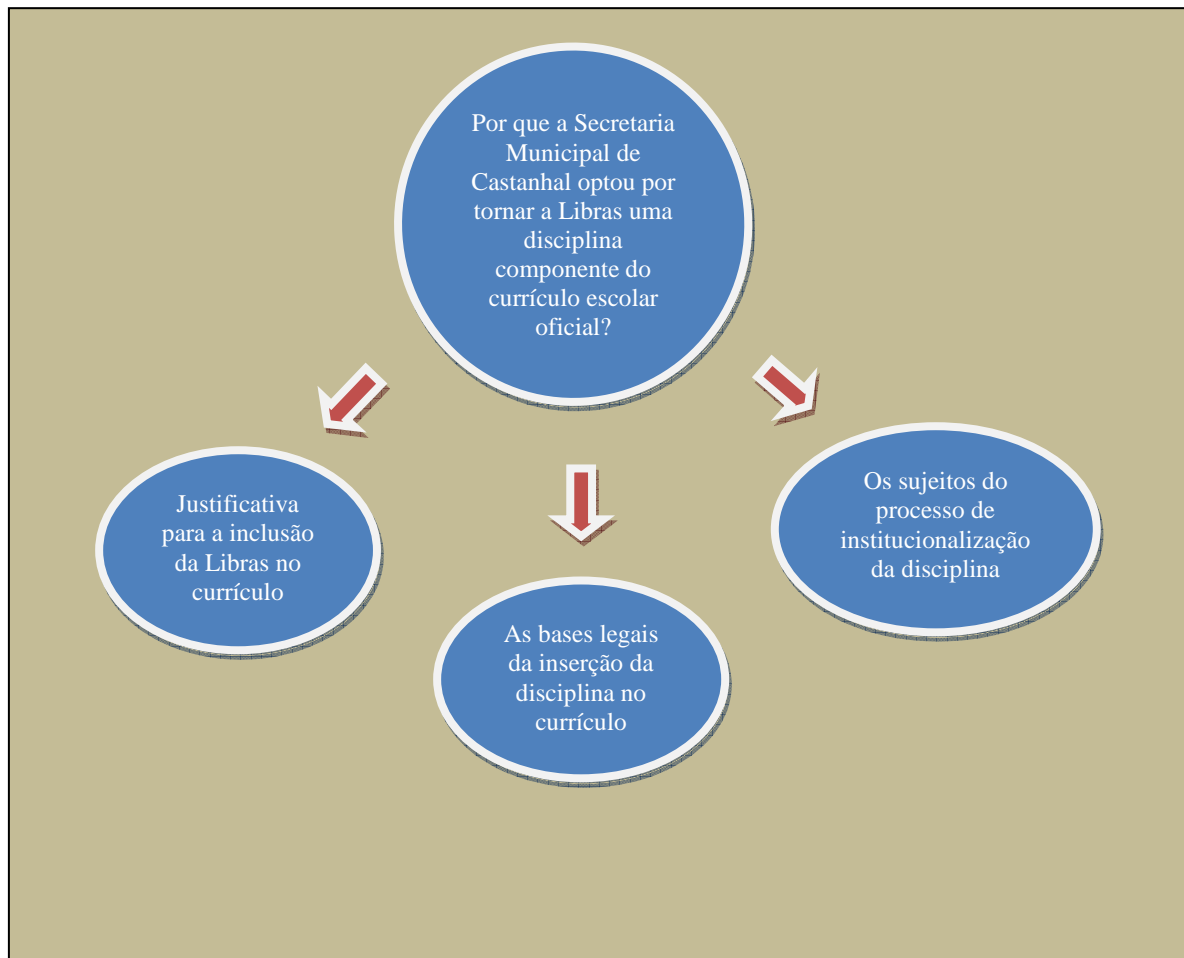 Por que a Secretaria
Municipal de
Castanhal optou por
tornar a Libras uma
disciplina
componente do
currículo escolar
oficial?
Justificativa
para a inclusão
da Libras no
currículo
As bases legais
da inserção da
disciplina no
currículo
Os sujeitos do
processo de
institucionalização
da disciplina